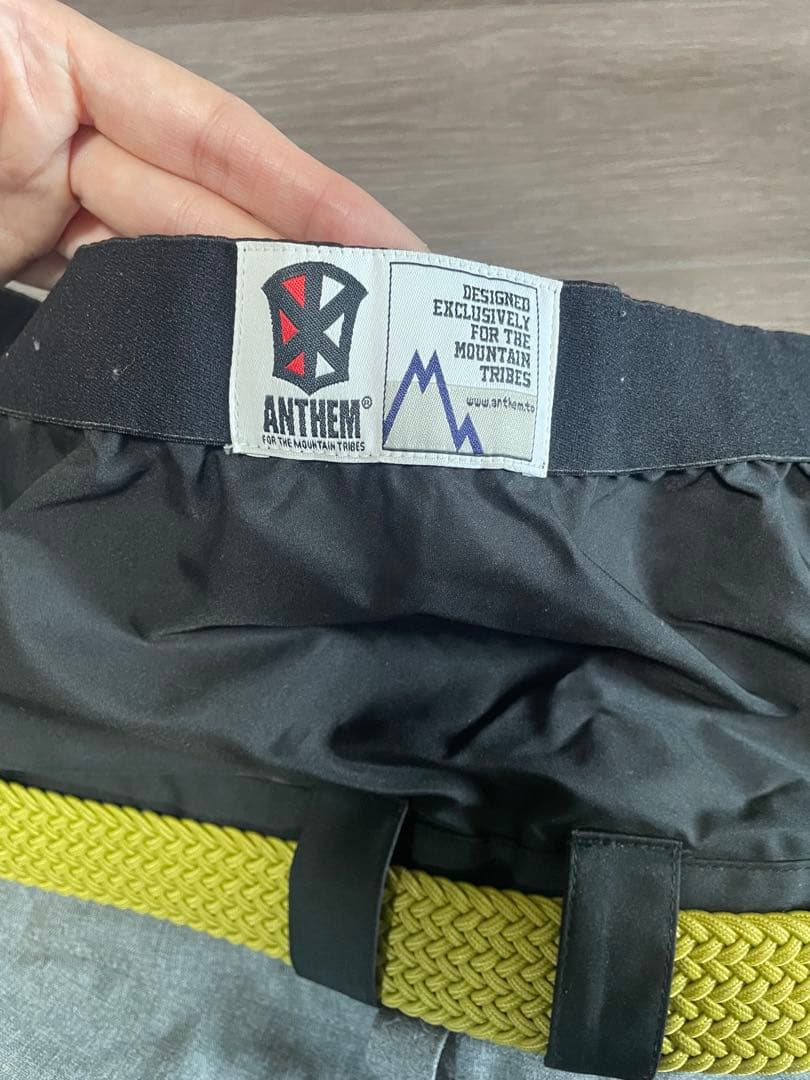 ANTHEM®
FOR THE MOUNTAIN TRIBES
DESIGNED
EXCLUSIVELY
FOR THE
MOUNTAIN
TRIBES
www.anthem.to